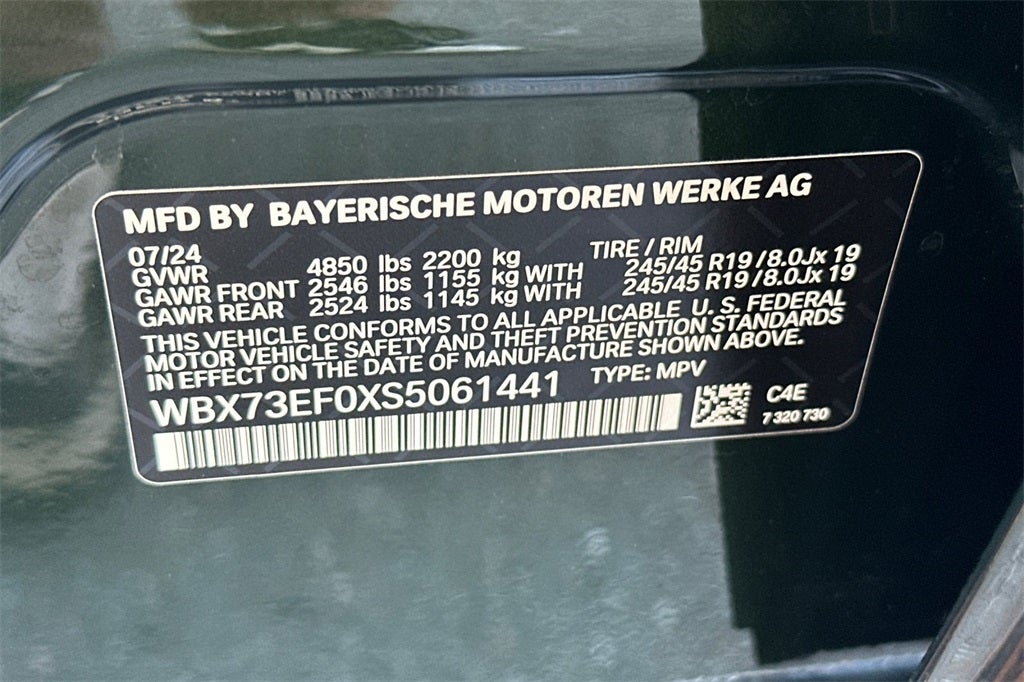 MFD BY BAYERISCHE MOTOREN WERKE AG
07/24 TIRE / RIM
GVWR 4850 lbs 2200 kg
GAWR FRONT 2546 lbs 1155 kg WITH 245/45 R19 /8.0Jx 19
GAWR REAR 2524 lbs 1145 kg WITH 245/45 R19 /8.0Jx 19
THIS VEHICLE CONFORMS TO ALL APPLICABLE U. S. FEDERAL
MOTOR VEHICLE SAFETY AND THEFT PREVENTION STANDARDS
IN EFFECT ON THE DATE OF MANUFACTURE SHOWN ABOVE.
WBX73EF0XS5061441 TYPE: MPV
C4E
7 320 730